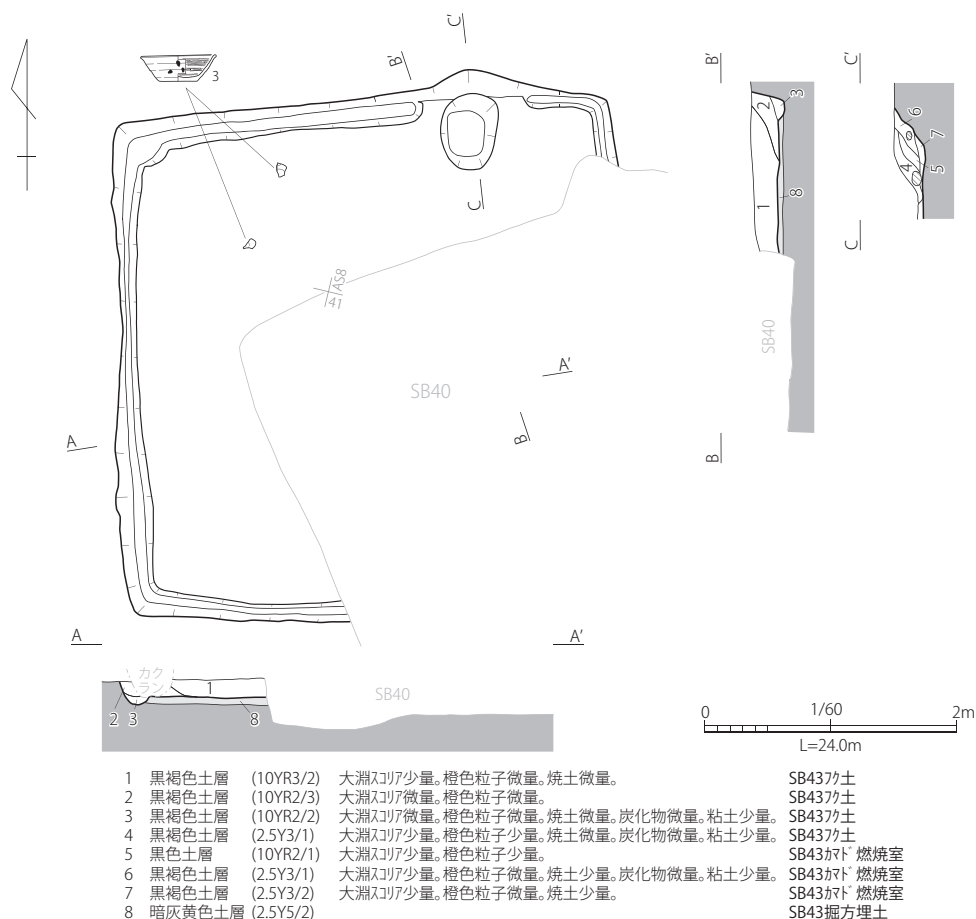 C'
B'
3
C
AS8
41
SB40
A'
A
B
B'
3
2
1
8
SB40
B
C'
6
7
4
5
C
A
A'
カク
ラン
1
SB40
2
3
8
0
1/60
2m
L=24.0m
1 黒褐色土層 (10YR3/2) 大淵ｽｺﾘｱ少量。橙色粒子微量。焼土微量。 SB43ﾌｸ土
2 黒褐色土層 (10YR2/3) 大淵ｽｺﾘｱ微量。橙色粒子微量。 SB43ﾌｸ土
3 黒褐色土層 (10YR2/2) 大淵ｽｺﾘｱ少量。橙色粒子微量。焼土微量。炭化物微量。粘土少量。 SB43ﾌｸ土
4 黒褐色土層 (2.5Y3/1) 大淵ｽｺﾘｱ少量。橙色粒子少量。焼土微量。炭化物微量。粘土少量。 SB43ﾌｸ土
5 黒色土層 (10YR2/1) 大淵ｽｺﾘｱ少量。橙色粒子少量。 SB43ｶﾏﾄﾞ燃焼室
6 黒褐色土層 (2.5Y3/1) 大淵ｽｺﾘｱ少量。橙色粒子微量。焼土少量。炭化物微量。粘土少量。 SB43ｶﾏﾄﾞ燃焼室
7 黒褐色土層 (2.5Y3/2) 大淵ｽｺﾘｱ少量。橙色粒子微量。焼土少量。 SB43ｶﾏﾄﾞ燃焼室
8 暗灰黄色土層 (2.5Y5/2) SB43掘方埋土